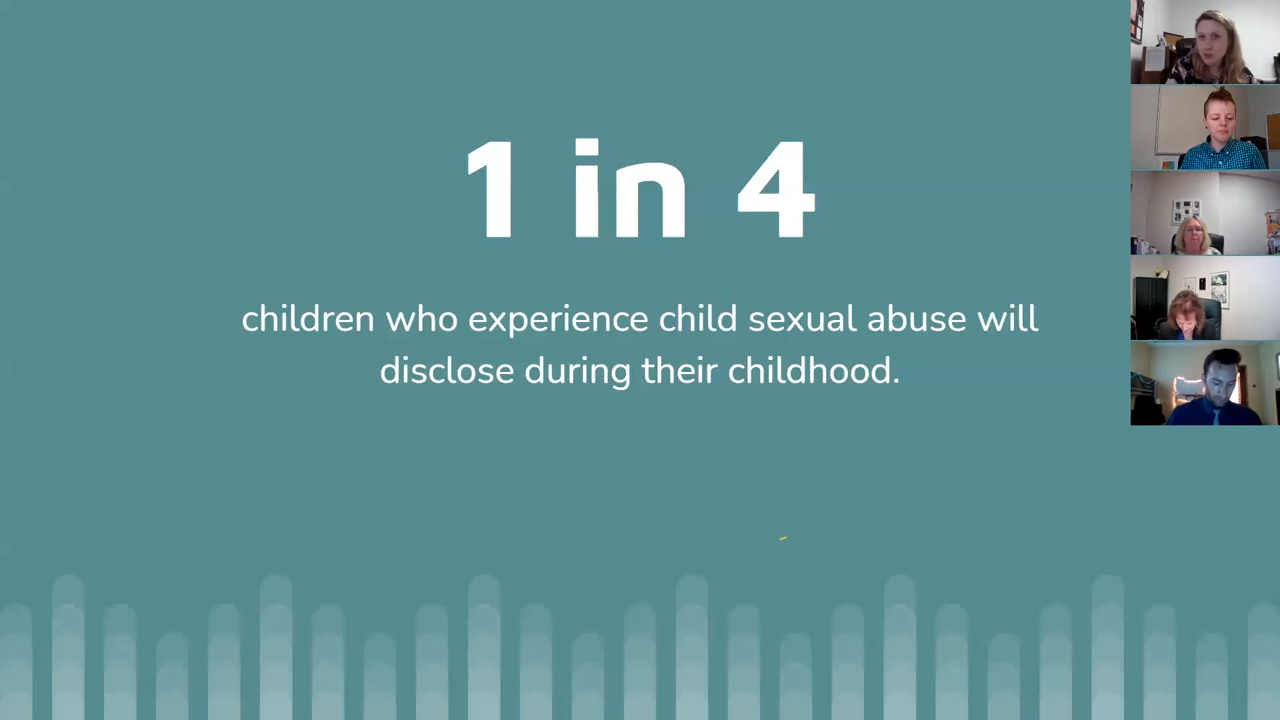 1 in 4
children who experience child sexual abuse will
disclose during their childhood.